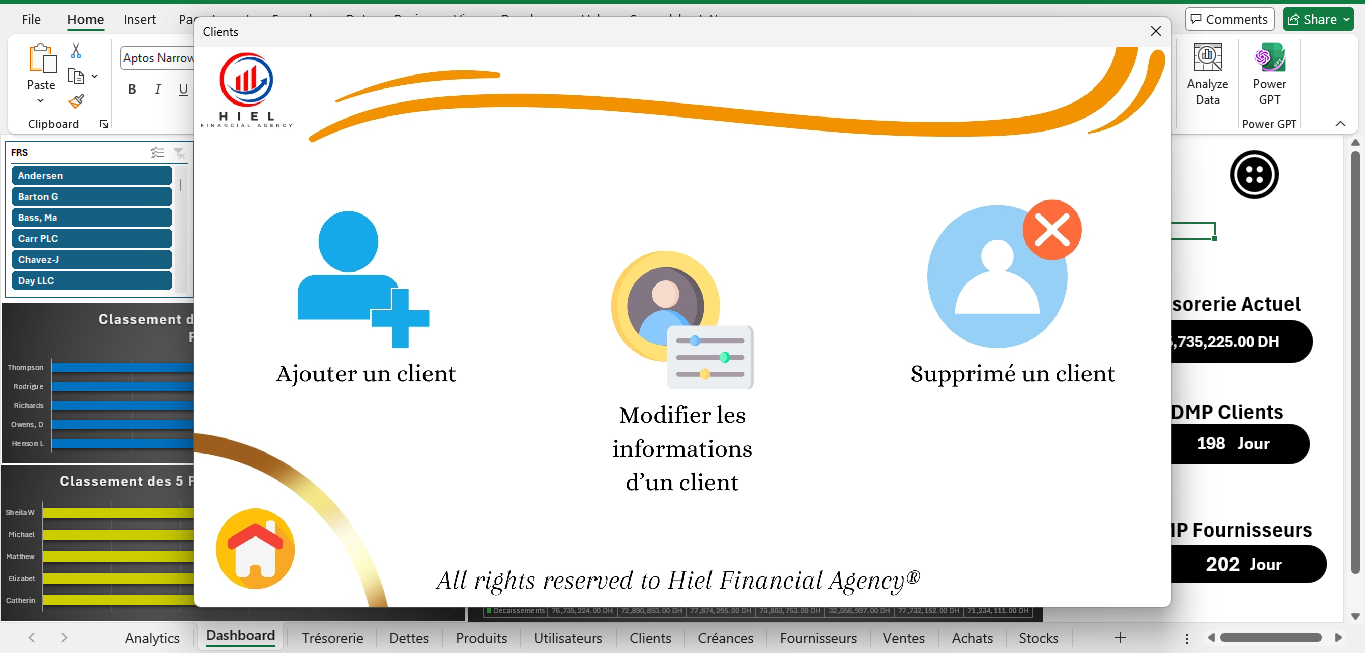 File Home Insert
Comments Share
Clients
Paste
Aptos Narrow
B I U
Clipboard
Analyze Data
Power GPT
Power GPT
HIEL
FINANCIAL AGENCY
FRS
Andersen
Barton G
Bass, Ma
Carr PLC
Chavez-J
Day LLC
Classement d
Thompson
Rodrigue
Richards
Owens, D
Henson L
Classement des 5 F
Sheila W
Michael
Matthew
Elizabet
Catherin
Ajouter un client
Modifier les
informations
d’un client
Supprimé un client
All rights reserved to Hiel Financial Agency®
sorerie Actuel
,735,225.00 DH
DMP Clients
198 Jour
IP Fournisseurs
202 Jour
Décaissements 76,735,224.00 DH 72,890,893.00 DH 77,874,295.00 DH 73,803,753.00 DH 32,056,997.00 DH 77,732,152.00 DH 71,234,111.00 DH
Analytics Dashboard Trésorerie Dettes Produits Utilisateurs Clients Créances Fournisseurs Ventes Achats Stocks